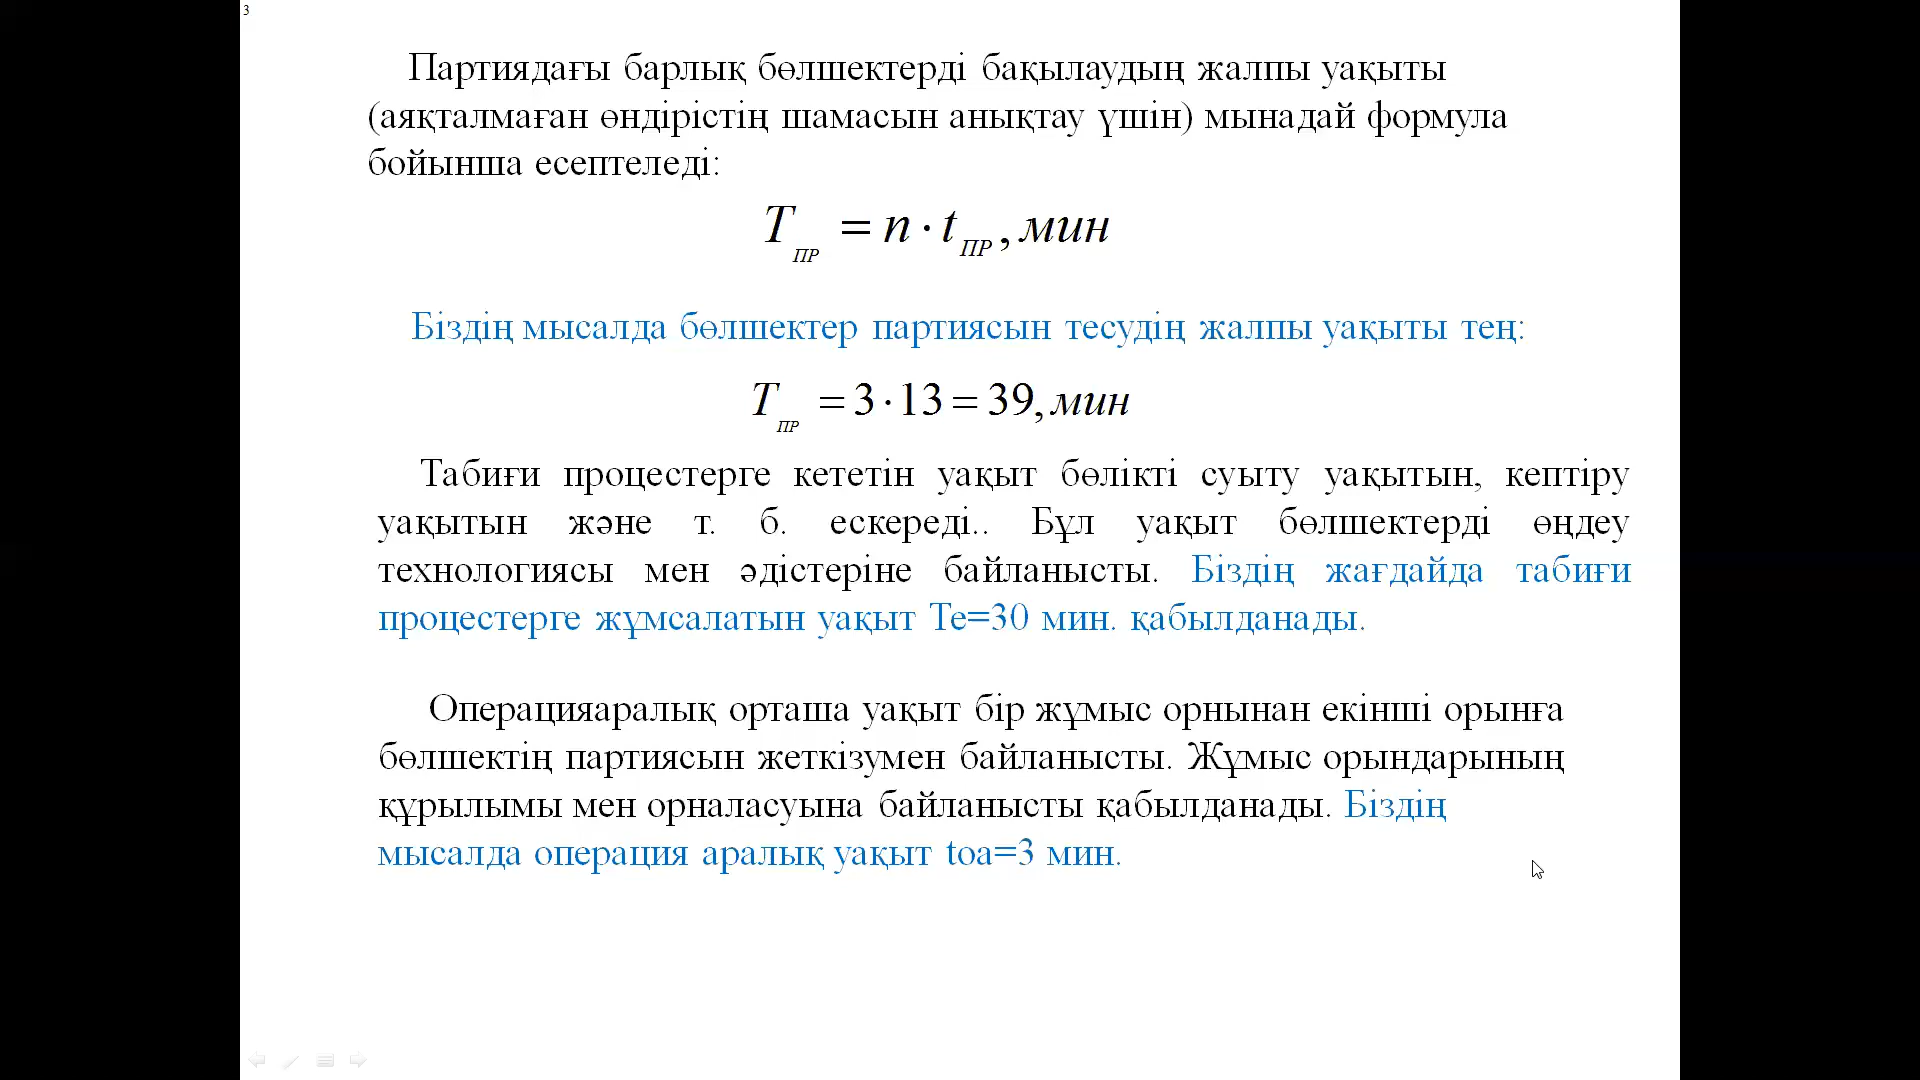 3
Партиядағы барлық бөлшектерді бақылаудың жалпы уақыты
(аяқталмаған өндірістің шамасын анықтау үшін) мынадай формула
бойынша есептеледі:
T_ПР = n · t_ПР , мин
Біздің мысалда бөлшектер партиясын тесудің жалпы уақыты тең:
T_ПР = 3 · 13 = 39, мин
Табиғи процестерге кететін уақыт бөлікті суыту уақытын, кептіру
уақытын және т. б. ескереді.. Бұл уақыт бөлшектерді өңдеу
технологиясы мен әдістеріне байланысты. Біздің жағдайда табиғи
процестерге жұмсалатын уақыт Те=30 мин. қабылданады.
Операцияаралық орташа уақыт бір жұмыс орнынан екінші орынға
бөлшектің партиясын жеткізумен байланысты. Жұмыс орындарының
құрылымы мен орналасуына байланысты қабылданады. Біздің
мысалда операция аралық уақыт tоа=3 мин.